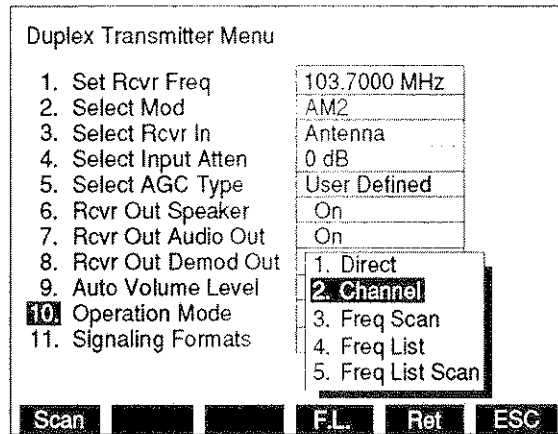 Duplex Transmitter Menu
1. Set Rcvr Freq 103.7000 MHz
2. Select Mod AM2
3. Select Rcvr In Antenna
4. Select Input Atten 0 dB
5. Select AGC Type User Defined
6. Rcvr Out Speaker On
7. Rcvr Out Audio Out On
8. Rcvr Out Demod Out
9. Auto Volume Level
10. Operation Mode
11. Signaling Formats
1. Direct
2. Channel
3. Freq Scan
4. Freq List
5. Freq List Scan
Scan F.L. Ret ESC